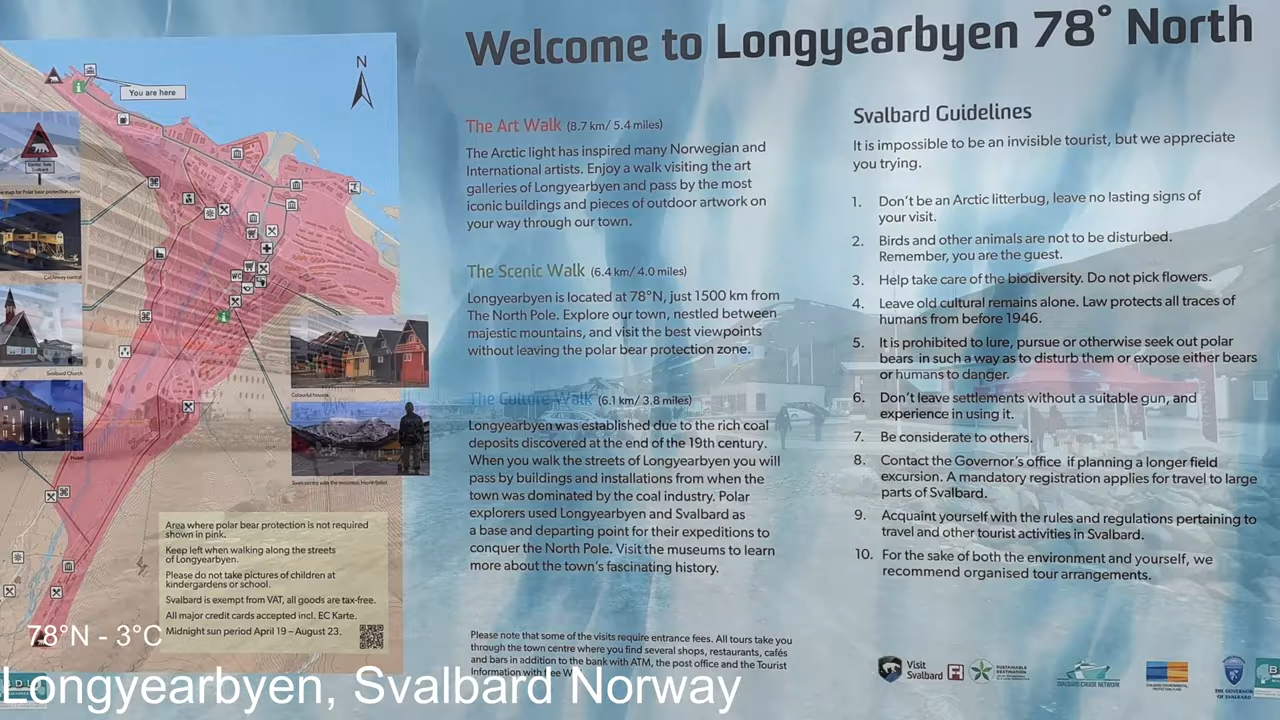 Welcome to Longyearbyen 78° North
N
You are here
Svalbard Church
Huset
Colourful houses
Area where polar bear protection is not required
shown in pink.
Keep left when walking along the streets
of Longyearbyen.
Please do not take pictures of children at
kindergardens or school.
Svalbard is exempt from VAT, all goods are tax-free.
All major credit cards accepted incl. EC Karte.
Midnight sun period April 19 – August 23.
The Art Walk (8.7 km/ 5.4 miles)
The Arctic light has inspired many Norwegian and
International artists. Enjoy a walk visiting the art
galleries of Longyearbyen and pass by the most
iconic buildings and pieces of outdoor artwork on
your way through our town.
The Scenic Walk (6.4 km/ 4.0 miles)
Longyearbyen is located at 78°N, just 1500 km from
The North Pole. Explore our town, nestled between
majestic mountains, and visit the best viewpoints
without leaving the polar bear protection zone.
The Culture Walk (6.1 km/ 3.8 miles)
Longyearbyen was established due to the rich coal
deposits discovered at the end of the 19th century.
When you walk the streets of Longyearbyen you will
pass by buildings and installations from when the
town was dominated by the coal industry. Polar
explorers used Longyearbyen and Svalbard as
a base and departing point for their expeditions to
conquer the North Pole. Visit the museums to learn
more about the town's fascinating history.
Please note that some of the visits require entrance fees. All tours take you
through the town centre where you find several shops, restaurants, cafés
and bars in addition to the bank with ATM, the post office and the Tourist
Information with
Svalbard Guidelines
It is impossible to be an invisible tourist, but we appreciate
you trying.
1. Don't be an Arctic litterbug, leave no lasting signs of
your visit.
2. Birds and other animals are not to be disturbed.
Remember, you are the guest.
3. Help take care of the biodiversity. Do not pick flowers.
4. Leave old cultural remains alone. Law protects all traces of
humans from before 1946.
5. It is prohibited to lure, pursue or otherwise seek out polar
bears in such a way as to disturb them or expose either bears
or humans to danger.
6. Don't leave settlements without a suitable gun, and
experience in using it.
7. Be considerate to others.
8. Contact the Governor's office if planning a longer field
excursion. A mandatory registration applies for travel to large
parts of Svalbard.
9. Acquaint yourself with the rules and regulations pertaining to
travel and other tourist activities in Svalbard.
10. For the sake of both the environment and yourself, we
recommend organised tour arrangements.
Visit
Svalbard
SUSTAINABLE
DESTINATION
SVALBARD CRUISE NETWORK
THE GOVERNOR
OF SVALBARD
78°N - 3°C
Longyearbyen, Svalbard Norway